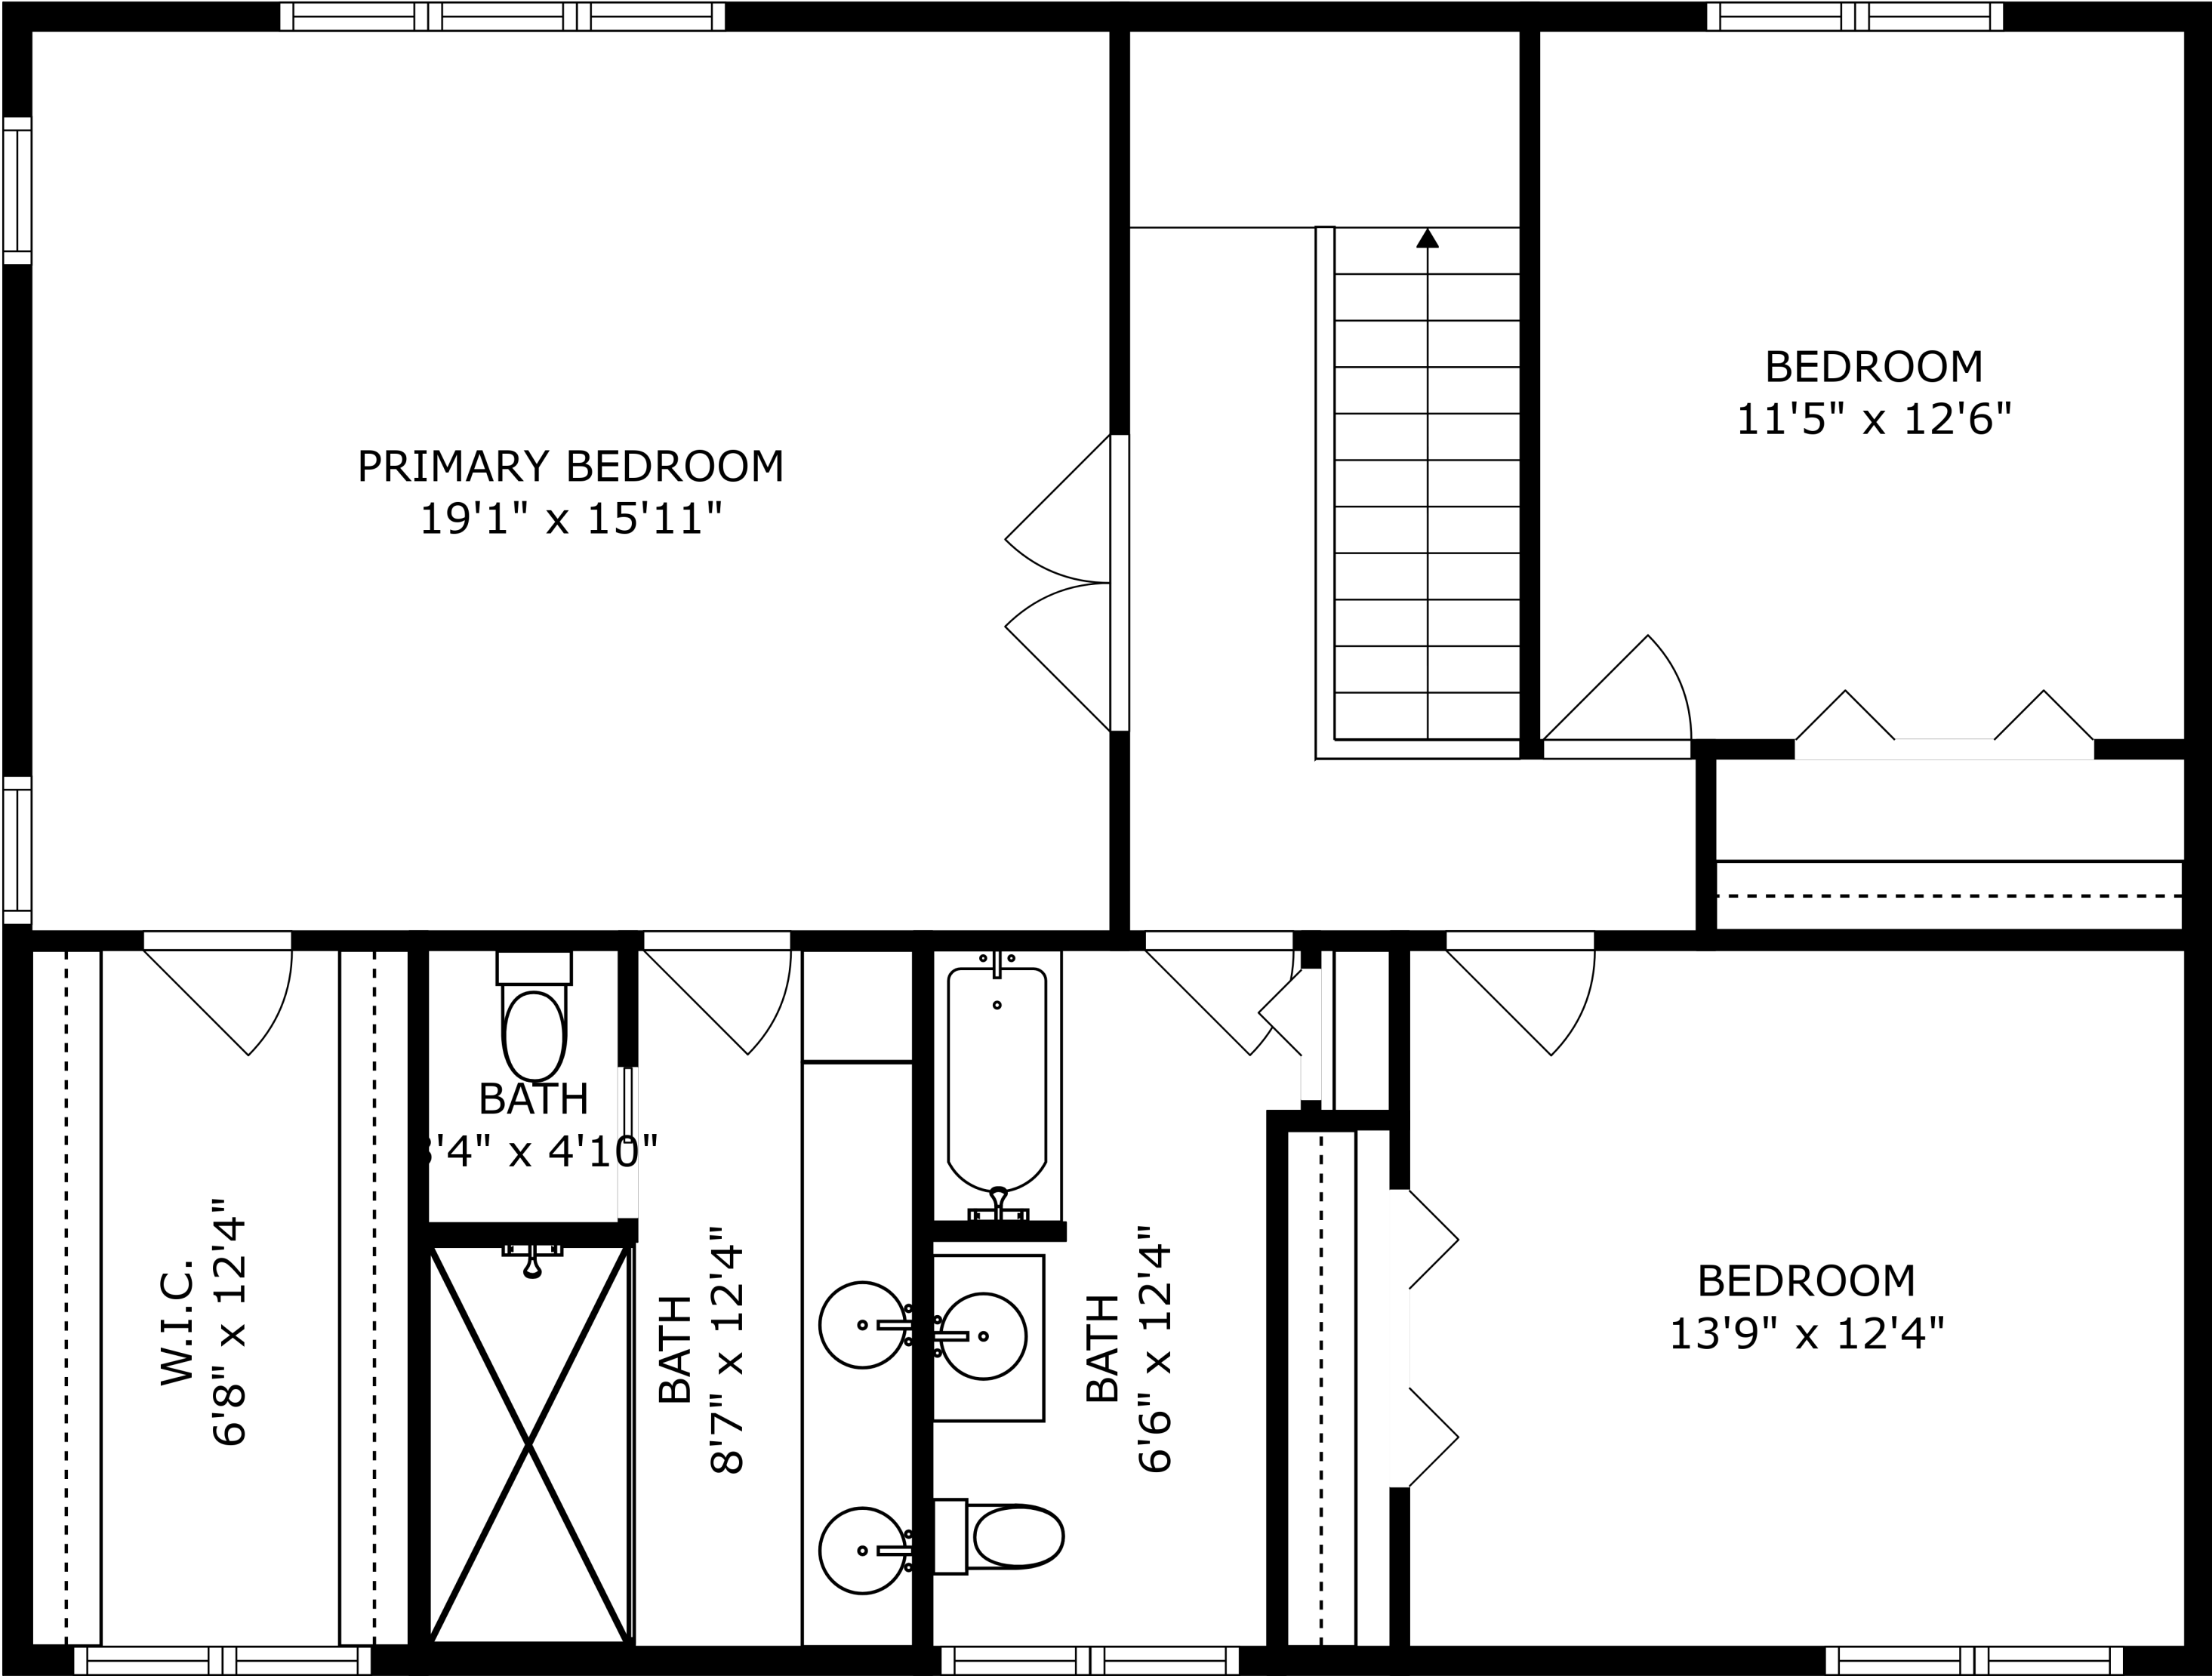 PRIMARY BEDROOM
19'1" x 15'11"
BEDROOM
11'5" x 12'6"
W.I.C.
6'8" x 12'4"
BATH
'4" x 4'10"
BATH
8'7" x 12'4"
BATH
6'6" x 12'4"
BEDROOM
13'9" x 12'4"